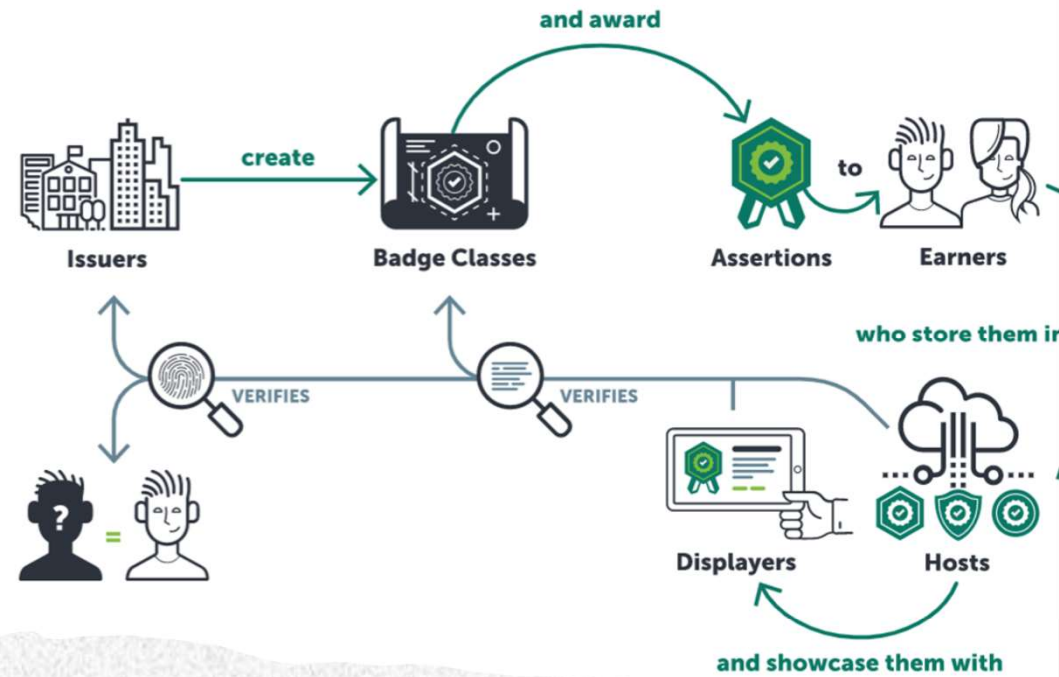 and award
create
to
Issuers
Badge Classes
Assertions
Earners
who store them in
VERIFIES
VERIFIES
?
=
Displayers
Hosts
and showcase them with